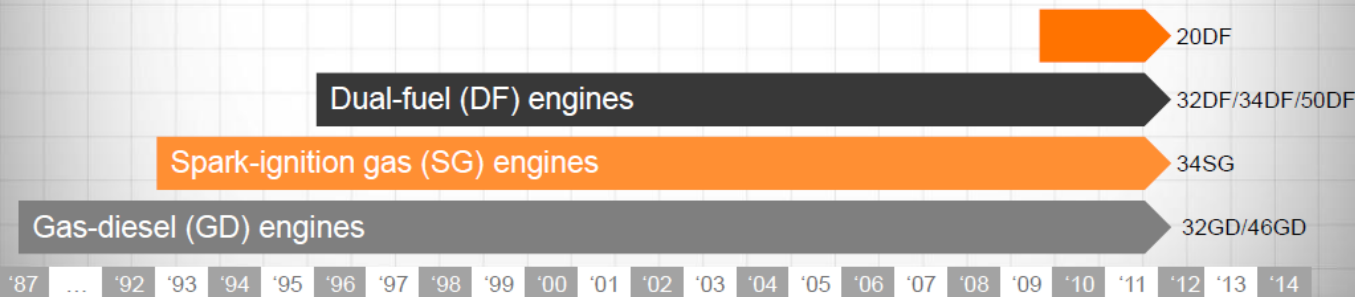 20DF
Dual-fuel (DF) engines 32DF/34DF/50DF
Spark-ignition gas (SG) engines 34SG
Gas-diesel (GD) engines 32GD/46GD
‘87 ... ‘92 ‘93 ‘94 ‘95 ‘96 ‘97 ‘98 ‘99 ‘00 ‘01 ‘02 ‘03 ‘04 ‘05 ‘06 ‘07 ‘08 ‘09 ‘10 ‘11 ‘12 ‘13 ‘14